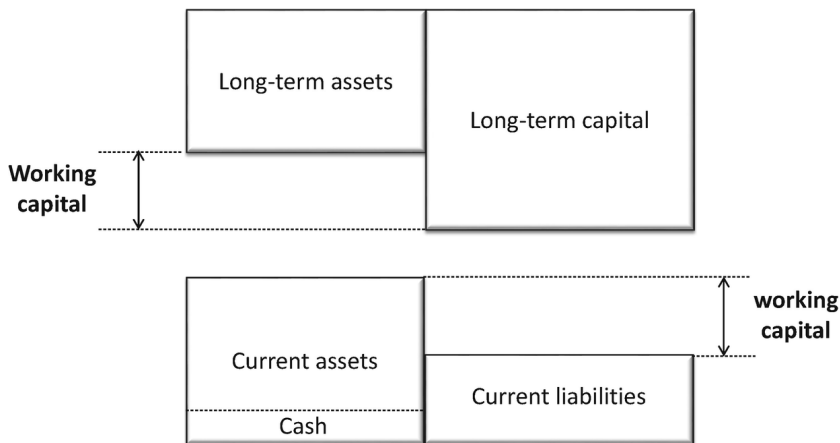 Long-term assets
Long-term capital
Working
capital
working
capital
Current assets
Current liabilities
Cash